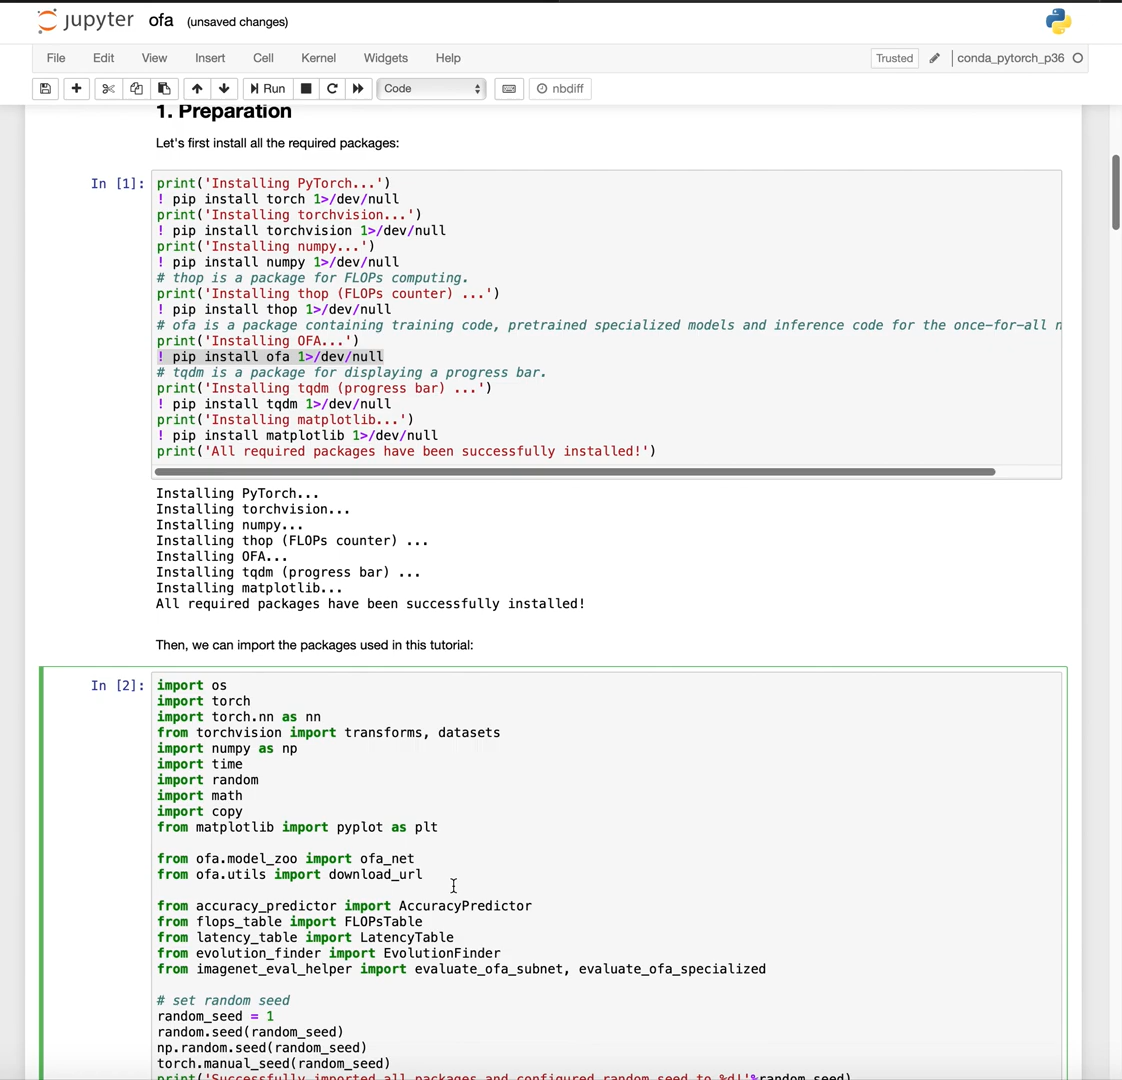 jupyter ofa (unsaved changes)
File Edit View Insert Cell Kernel Widgets Help Trusted conda_pytorch_p36
Run Code nbdiff
1. Preparation
Let's first install all the required packages:
In [1]: print('Installing PyTorch...')
! pip install torch 1>/dev/null
print('Installing torchvision...')
! pip install torchvision 1>/dev/null
print('Installing numpy...')
! pip install numpy 1>/dev/null
# thop is a package for FLOPs computing.
print('Installing thop (FLOPs counter) ...')
! pip install thop 1>/dev/null
# ofa is a package containing training code, pretrained specialized models and inference code for the once-for-all n
print('Installing OFA...')
! pip install ofa 1>/dev/null
# tqdm is a package for displaying a progress bar.
print('Installing tqdm (progress bar) ...')
! pip install tqdm 1>/dev/null
print('Installing matplotlib...')
! pip install matplotlib 1>/dev/null
print('All required packages have been successfully installed!')
Installing PyTorch...
Installing torchvision...
Installing numpy...
Installing thop (FLOPs counter) ...
Installing OFA...
Installing tqdm (progress bar) ...
Installing matplotlib...
All required packages have been successfully installed!
Then, we can import the packages used in this tutorial:
In [2]: import os
import torch
import torch.nn as nn
from torchvision import transforms, datasets
import numpy as np
import time
import random
import math
import copy
from matplotlib import pyplot as plt
from ofa.model_zoo import ofa_net
from ofa.utils import download_url
from accuracy_predictor import AccuracyPredictor
from flops_table import FLOPsTable
from latency_table import LatencyTable
from evolution_finder import EvolutionFinder
from imagenet_eval_helper import evaluate_ofa_subnet, evaluate_ofa_specialized
# set random seed
random_seed = 1
random.seed(random_seed)
np.random.seed(random_seed)
torch.manual_seed(random_seed)
print('Successfully imported all packages and configured random seed to %d!'%random_seed)